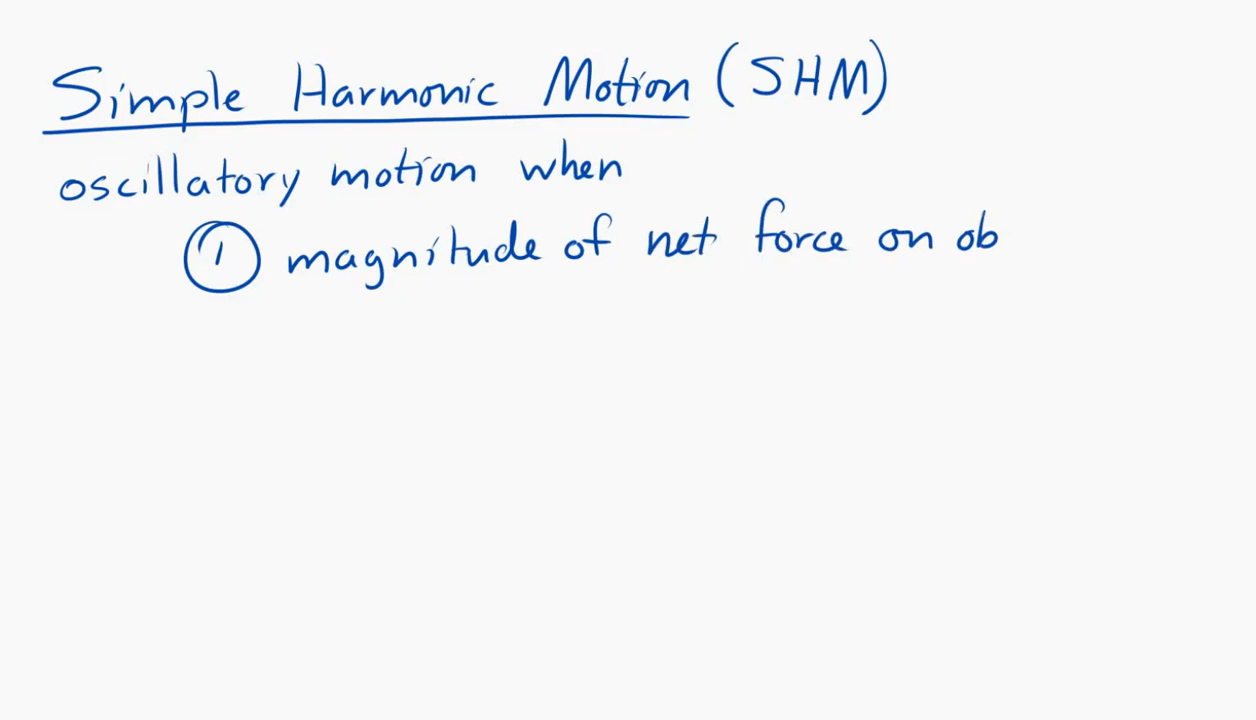 Simple Harmonic Motion (SHM)
oscillatory motion when
① magnitude of net force on ob